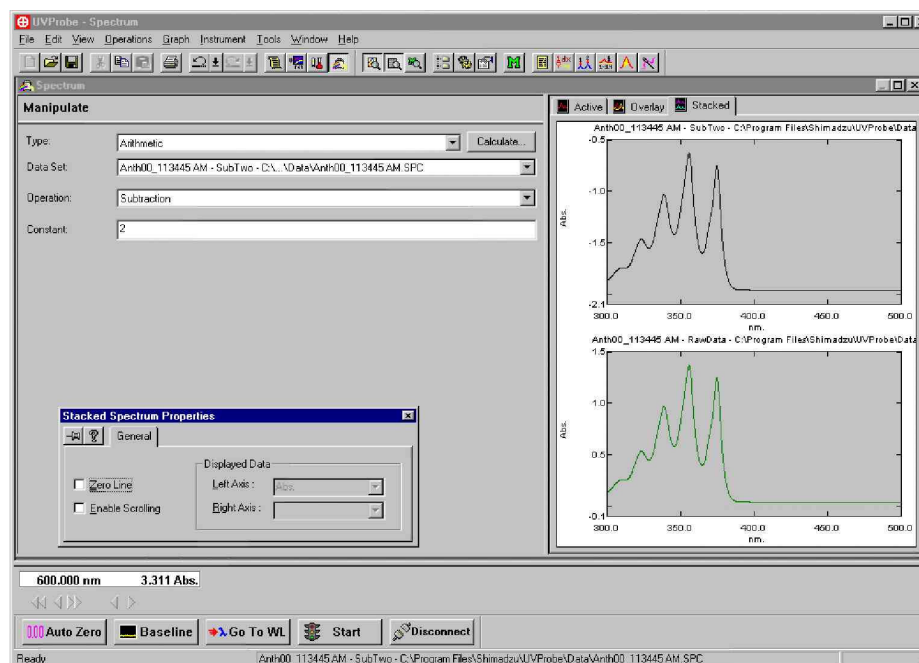 UVProbe - Spectrum
File Edit View Operations Graph Instrument Tools Window Help
Spectrum
Manipulate
Type: Arithmetic Calculate...
Data Set: Anth00_113445 AM - SubTwo - C:\...\Data\Anth00_113445 AM.SPC
Operation: Subtraction
Constant: 2
Active Overlay Stacked
Anth00_113445 AM - SubTwo - C:\Program Files\Shimadzu\UVProbe\Data
-0.5
-1.0
Abs.
-1.5
-2.1
300.0 350.0 400.0 450.0 500.0
nm.
Anth00_113445 AM - RawData - C:\Program Files\Shimadzu\UVProbe\Data
1.5
1.0
Abs.
0.5
-0.1
300.0 350.0 400.0 460.0 500.0
nm.
Stacked Spectrum Properties
General
Zero Line
Enable Scrolling
Displayed Data
Left Axis : Abs.
Right Axis :
600.000 nm 3.311 Abs.
0.00 Auto Zero Baseline λ Go To WL Start Disconnect
Ready Anth00_113445 AM - SubTwo - C:\Program Files\Shimadzu\UVProbe\Data\Anth00_113445 AM.SPC